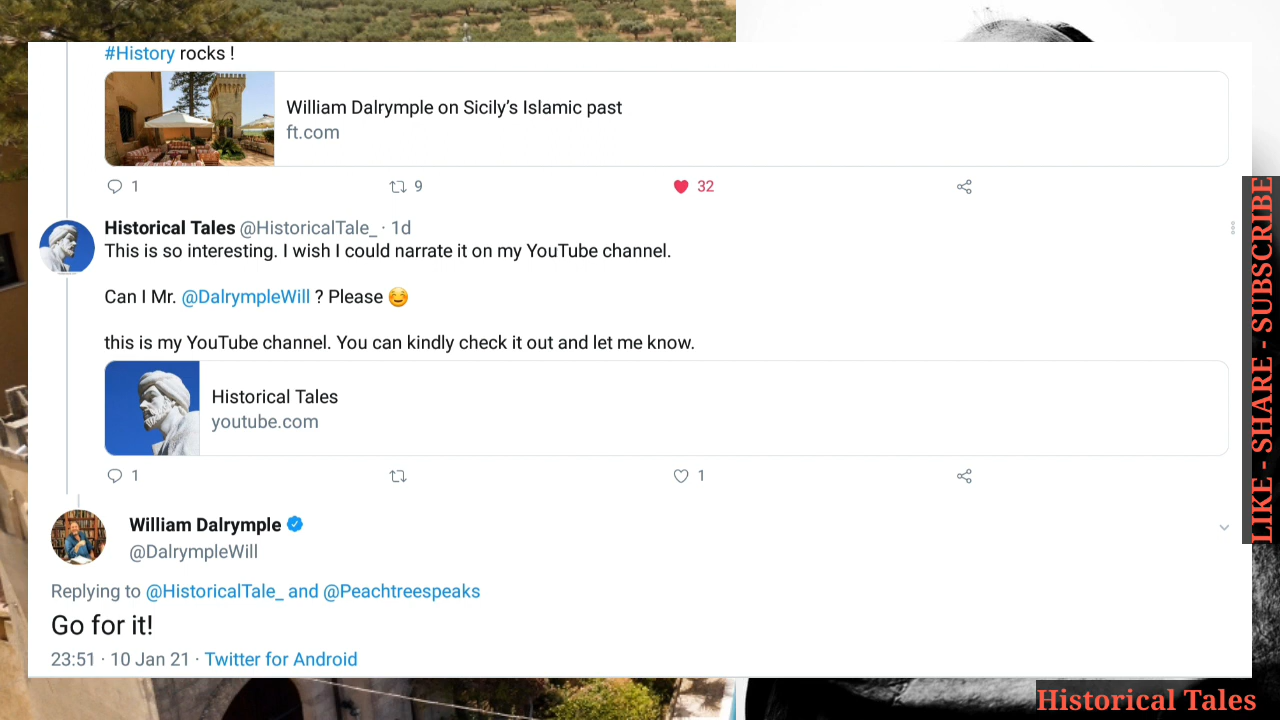 #History rocks !
William Dalrymple on Sicily's Islamic past
ft.com
1 9 32
Historical Tales @HistoricalTale_ · 1d
This is so interesting. I wish I could narrate it on my YouTube channel.
Can I Mr. @DalrympleWill ? Please 😊
this is my YouTube channel. You can kindly check it out and let me know.
Historical Tales
youtube.com
1 1
William Dalrymple
@DalrympleWill
Replying to @HistoricalTale_ and @Peachtreespeaks
Go for it!
23:51 · 10 Jan 21 · Twitter for Android
LIKE - SHARE - SUBSCRIBE
Historical Tales